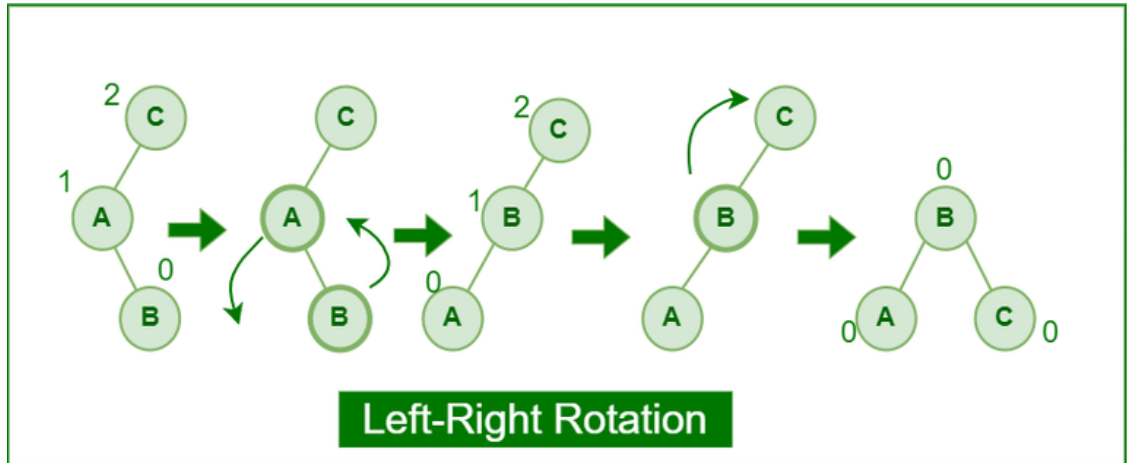 2 C C 2 C C
1 A A 1 B B 0 B
0 B B 0 A A 0 A C 0
Left-Right Rotation